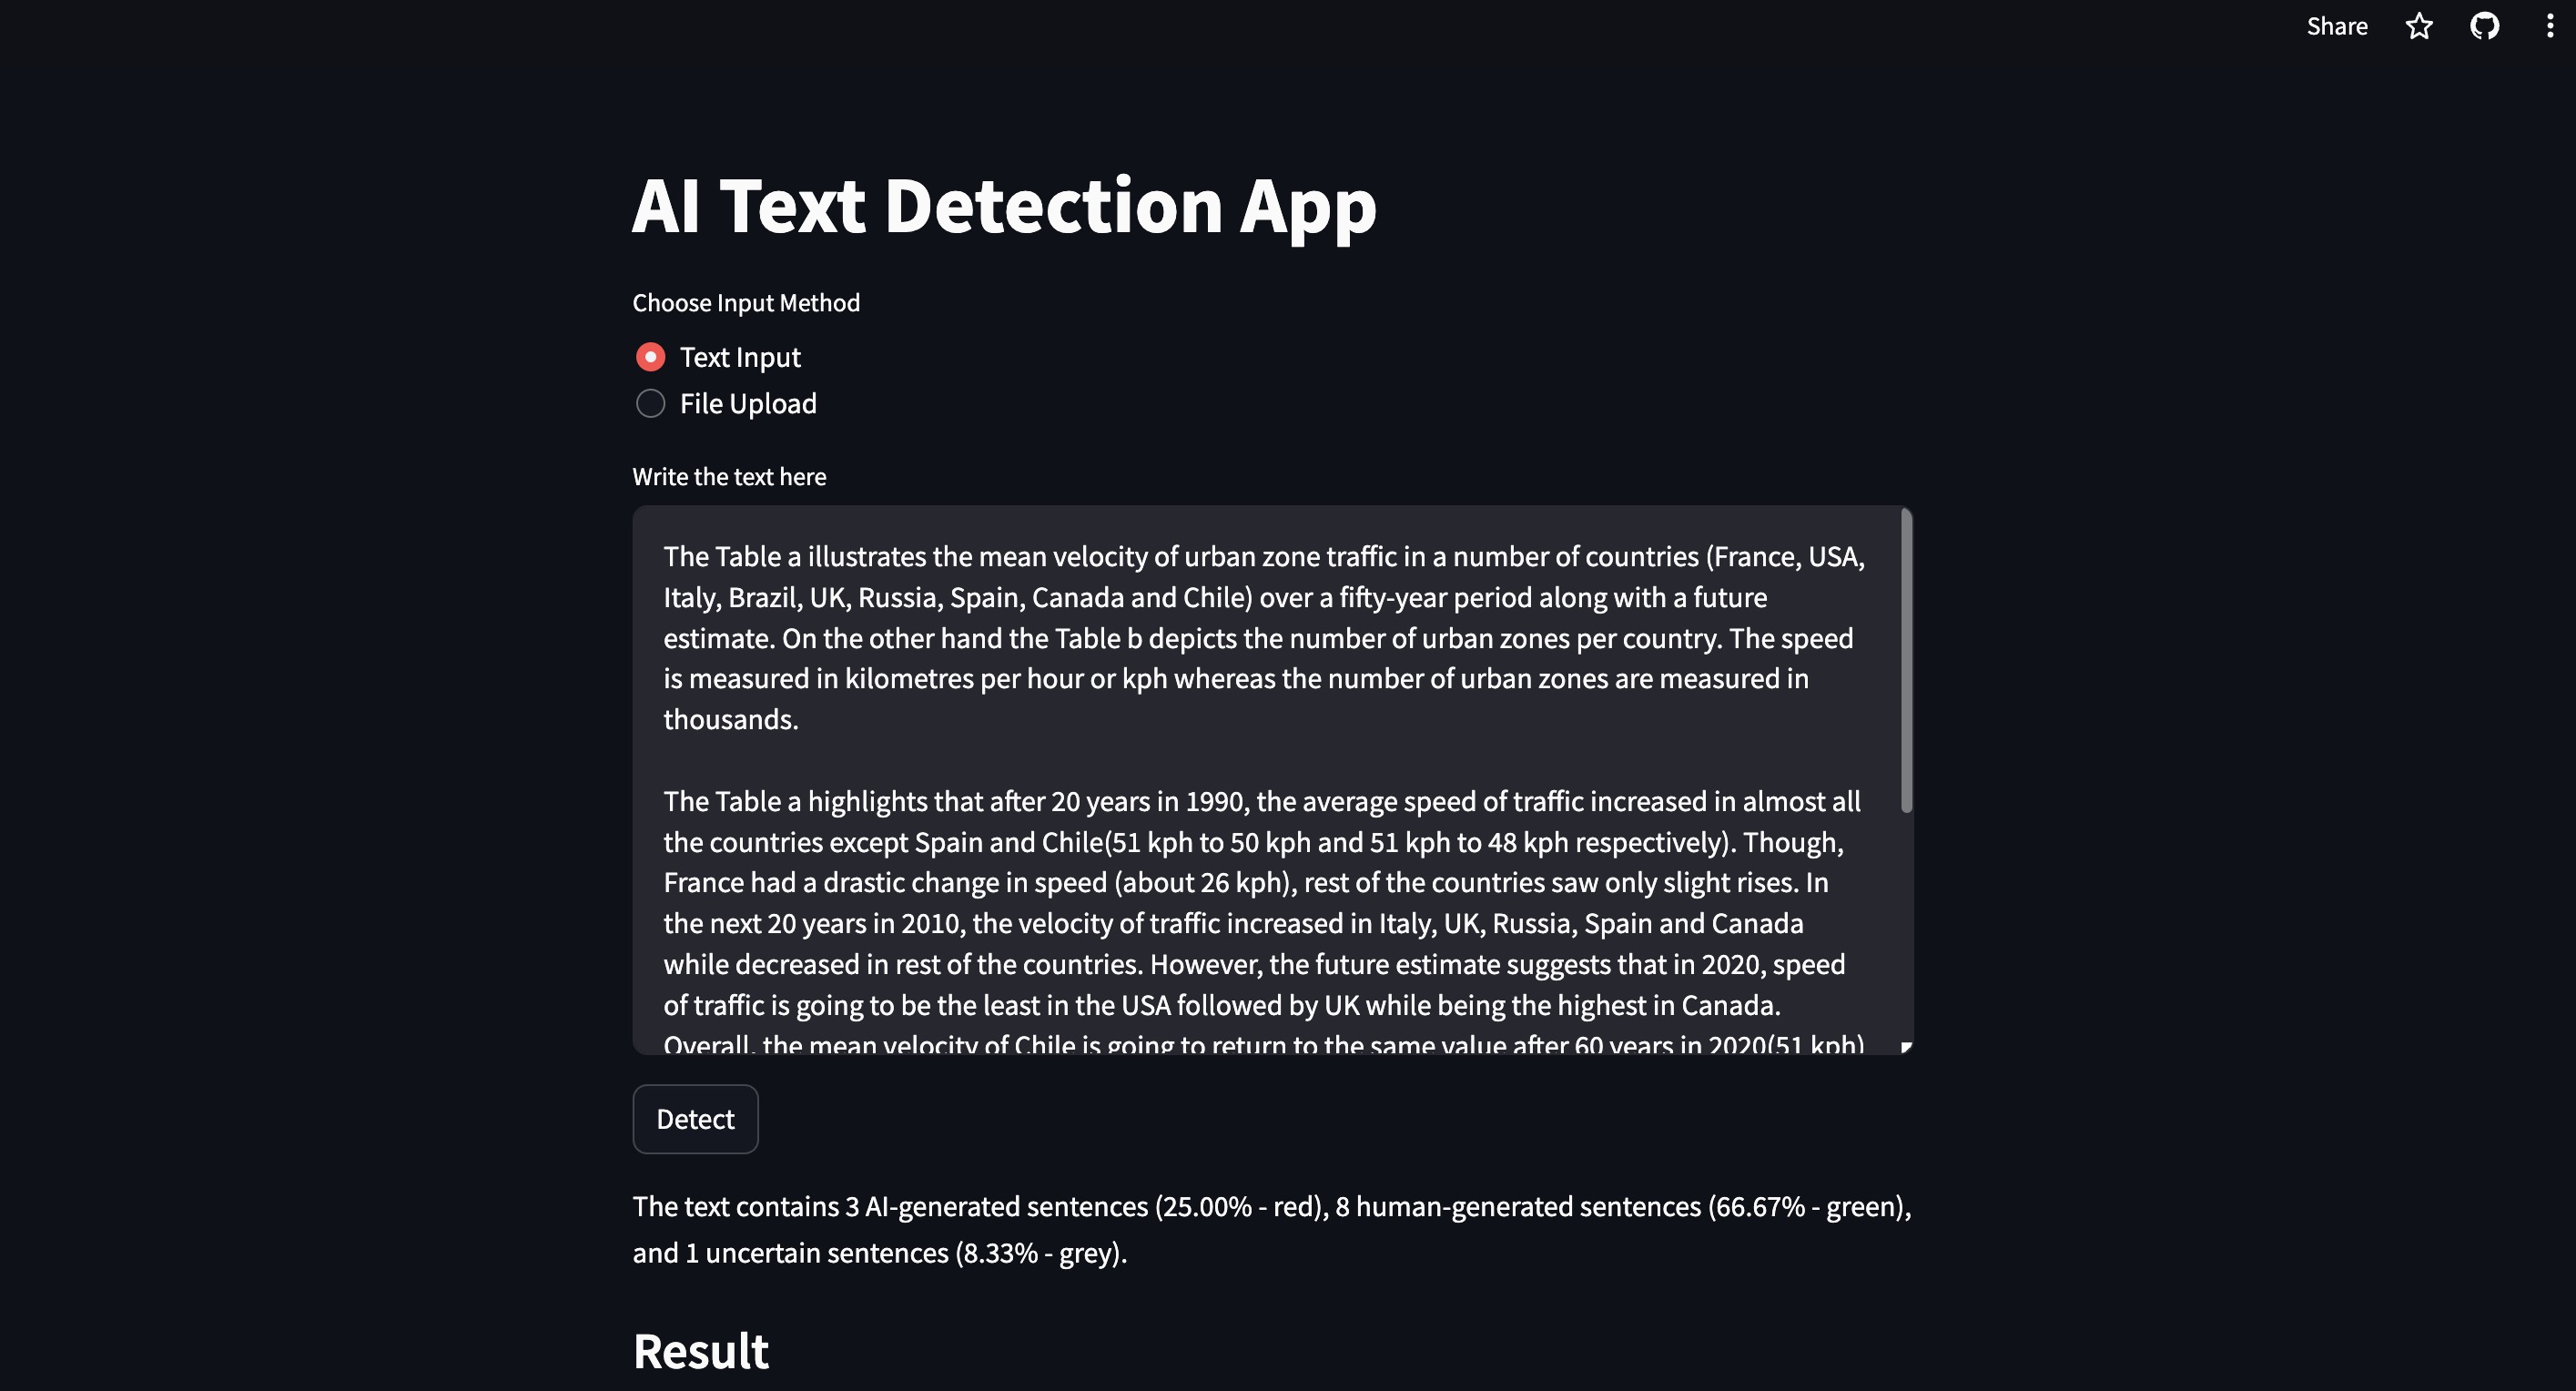 Share
AI Text Detection App
Choose Input Method
Text Input
File Upload
Write the text here
The Table a illustrates the mean velocity of urban zone traffic in a number of countries (France, USA,
Italy, Brazil, UK, Russia, Spain, Canada and Chile) over a fifty-year period along with a future
estimate. On the other hand the Table b depicts the number of urban zones per country. The speed
is measured in kilometres per hour or kph whereas the number of urban zones are measured in
thousands.
The Table a highlights that after 20 years in 1990, the average speed of traffic increased in almost all
the countries except Spain and Chile(51 kph to 50 kph and 51 kph to 48 kph respectively). Though,
France had a drastic change in speed (about 26 kph), rest of the countries saw only slight rises. In
the next 20 years in 2010, the velocity of traffic increased in Italy, UK, Russia, Spain and Canada
while decreased in rest of the countries. However, the future estimate suggests that in 2020, speed
of traffic is going to be the least in the USA followed by UK while being the highest in Canada.
Overall, the mean velocity of Chile is going to return to the same value after 60 years in 2020(51 kph)
Detect
The text contains 3 AI-generated sentences (25.00% - red), 8 human-generated sentences (66.67% - green),
and 1 uncertain sentences (8.33% - grey).
Result